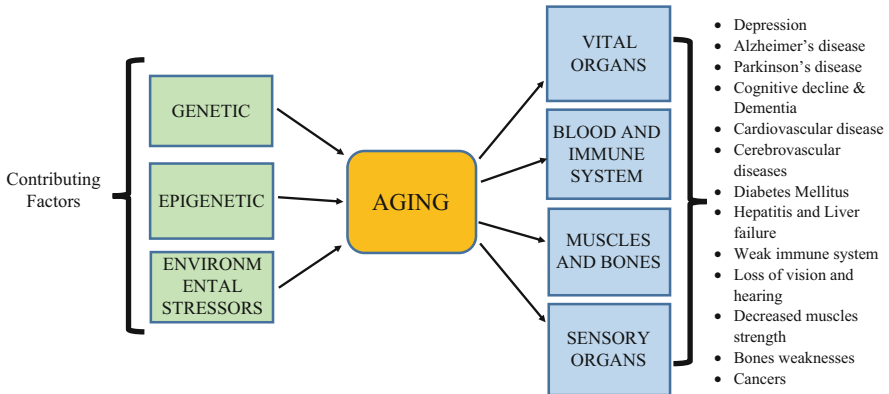 Contributing
Factors
GENETIC
EPIGENETIC
ENVIRONM
ENTAL
STRESSORS
AGING
VITAL
ORGANS
BLOOD AND
IMMUNE
SYSTEM
MUSCLES
AND BONES
SENSORY
ORGANS
• Depression
• Alzheimer’s disease
• Parkinson’s disease
• Cognitive decline &
Dementia
• Cardiovascular disease
• Cerebrovascular
diseases
• Diabetes Mellitus
• Hepatitis and Liver
failure
• Weak immune system
• Loss of vision and
hearing
• Decreased muscles
strength
• Bones weaknesses
• Cancers